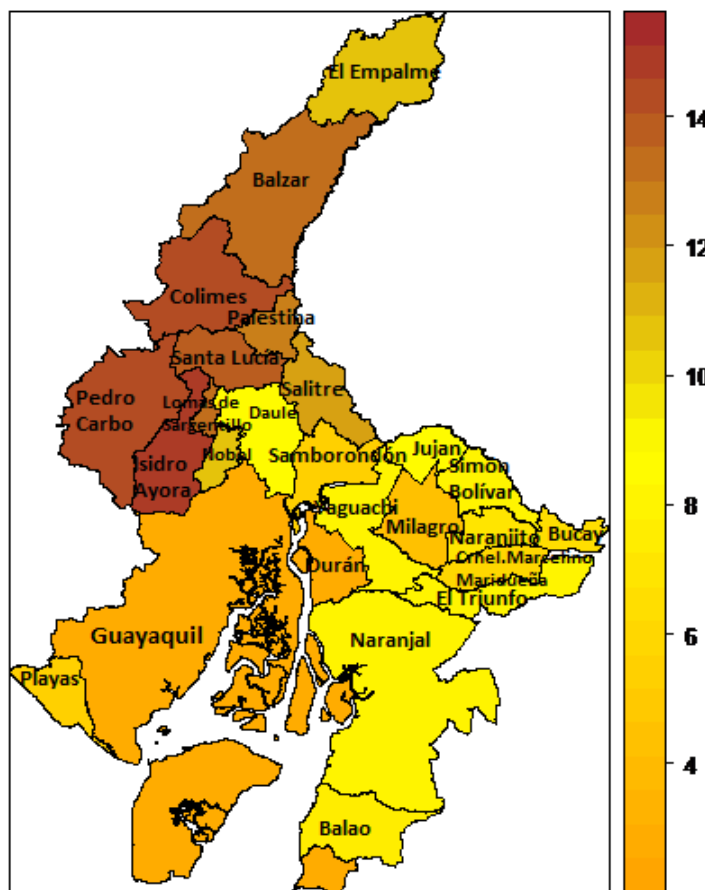 El Empalme
14
Balzar
12
Colimes
Palestina
Santa Lucía
Salitre
10
Pedro
Carbo
Lomas de
Sargentillo
Daule
Isidro
Ayora
Nobol
Samborondón
Jujan
Simón
Bolívar
8
Yaguachi
Milagro
Naranjito
Bucay
Crnel.Marcelino
Maridueña
Durán
El Triunfo
Guayaquil
Naranjal
6
Playas
4
Balao